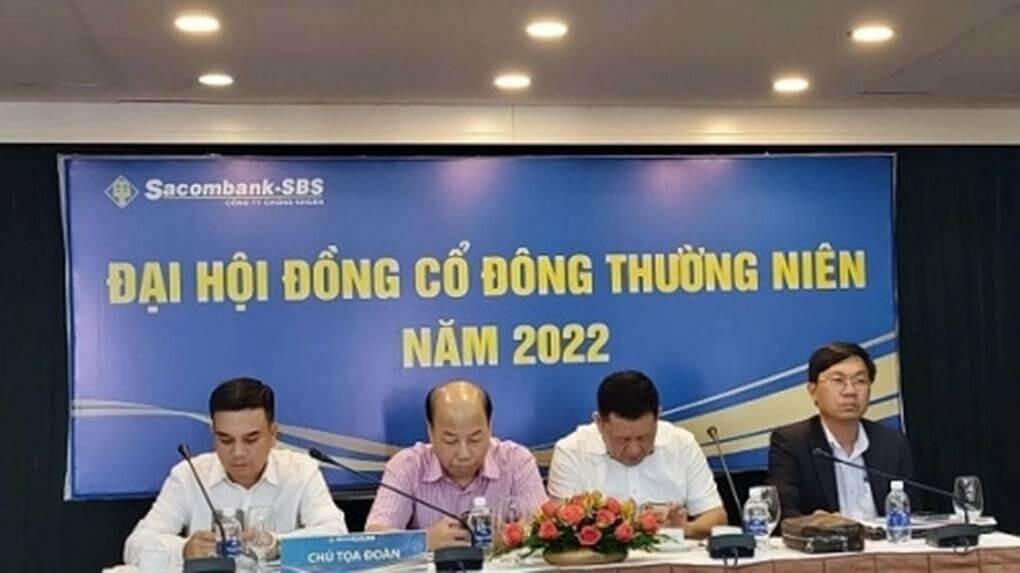 Sacombank-SBS
CÔNG TY CHỨNG KHOÁN
ĐẠI HỘI ĐỒNG CỔ ĐÔNG THƯỜNG NIÊN
NĂM 2022
CHỦ TỌA ĐOÀN